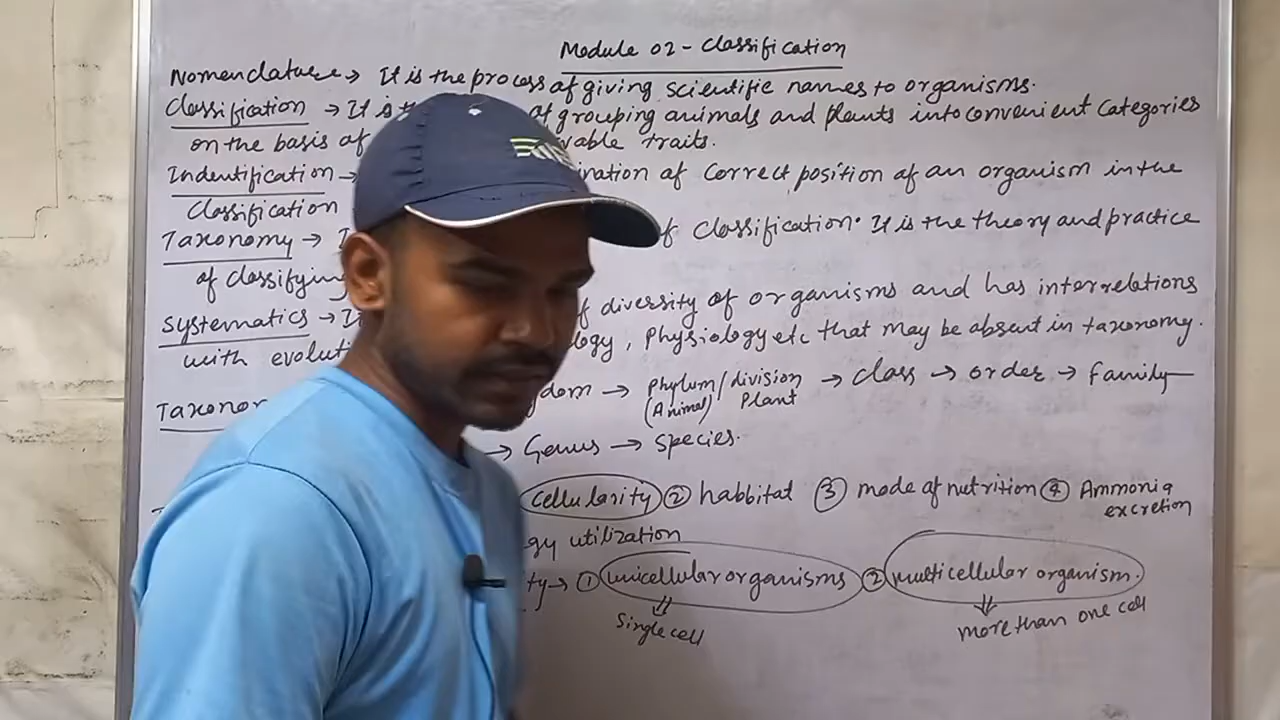 Module 02 - Classification
Nomenclature → It is the process of giving scientific names to organisms.
Classification → It is of grouping animals and plants into convenient categories
on the basis of vable traits.
Indentification → ination of correct position of an organism in the
classification
Taxonomy → of classification. It is the theory and practice
of classifying
Systematics → of diversity of organisms and has interrelations
with evoluti logy, Physiology etc that may be absent in taxonomy.
Taxonom dom → Phylum/division → class → order → family
(Animal) Plant
→ Genus → species.
cellularity ② habbitat ③ mode of nutrition ④ Ammonia
excretion
gy utilization
ty → ① unicellular organisms ② multicellular organism.
single cell more than one cell